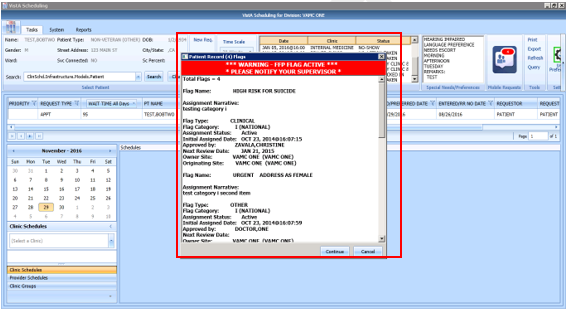 VistA Scheduling
VistA Scheduling for Division: VAMC ONE
Tasks System Reports
Name: TEST,BOBTWO Patient Type: NON-VETERAN (OTHER) DOB:
Gender: M Street Address: 123 MAIN ST City/State:
Ward: Svc Connected: NO Sc Percent:
Search: ClinSchd.Infrastructure.Models.Patient Search
Select Patient
New Req. Time Scale
Date Clinic Status
JAN 05, 2016@16:00 INTERNAL MEDICINE NO-SHOW
HEARING IMPAIRED
LANGUAGE PREFERENCE
NEEDS ESCORT
MORNING
AFTERNOON
TUESDAY
REMARKS:
TEST
Special Needs/Preferences
Mobile Requests
Print
Export
Refresh
Query
Tools
PRIORITY REQUEST TYPE WAIT TIME All Days PT NAME
APPT 95 TEST,BOBTWO
ENTERED/RR NO DATE REQUESTOR REQUEST
08/26/2016 PATIENT PATIENT
Page 1 of 1
Patient Record (4) Flags
*** WARNING - FFP FLAG ACTIVE ***
* PLEASE NOTIFY YOUR SUPERVISOR *
Total Flags = 4
Flag Name: HIGH RISK FOR SUICIDE
Assignment Narrative:
testing category i
Flag Type: CLINICAL
Flag Category: I (NATIONAL)
Assignment Status: Active
Initial Assigned Date: OCT 23, 2014@16:07:15
Approved by: ZAVALA,CHRISTINE
Next Review Date: JAN 21, 2015
Owner Site: VAMC ONE (VAMC ONE)
Originating Site: VAMC ONE (VAMC ONE)
Flag Name: URGENT ADDRESS AS FEMALE
Assignment Narrative:
test category i second item
Flag Type: OTHER
Flag Category: I (NATIONAL)
Assignment Status: Active
Initial Assigned Date: OCT 23, 2014@16:07:59
Approved by: DOCTOR,ONE
Next Review Date:
Owner Site: VAMC ONE (VAMC ONE)
Continue Cancel
Schedules
November - 2016
Sun Mon Tue Wed Thu Fri Sat
30 31 1 2 3 4 5
6 7 8 9 10 11 12
13 14 15 16 17 18 19
20 21 22 23 24 25 26
27 28 29 30 1 2 3
4 5 6 7 8 9 10
Clinic Schedules
(Select a Clinic)
Clinic Schedules
Provider Schedules
Clinic Groups